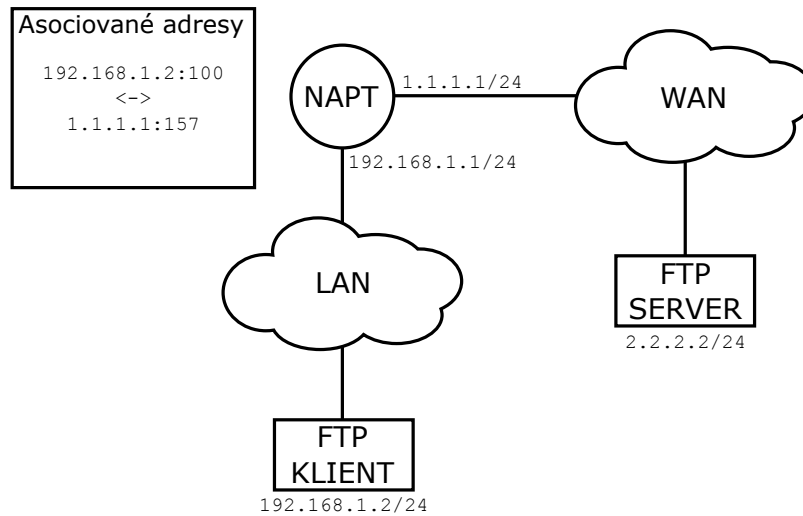 Asociované adresy
192.168.1.2:100
<->
1.1.1.1:157
NAPT
1.1.1.1/24
WAN
192.168.1.1/24
LAN
FTP
SERVER
2.2.2.2/24
FTP
KLIENT
192.168.1.2/24